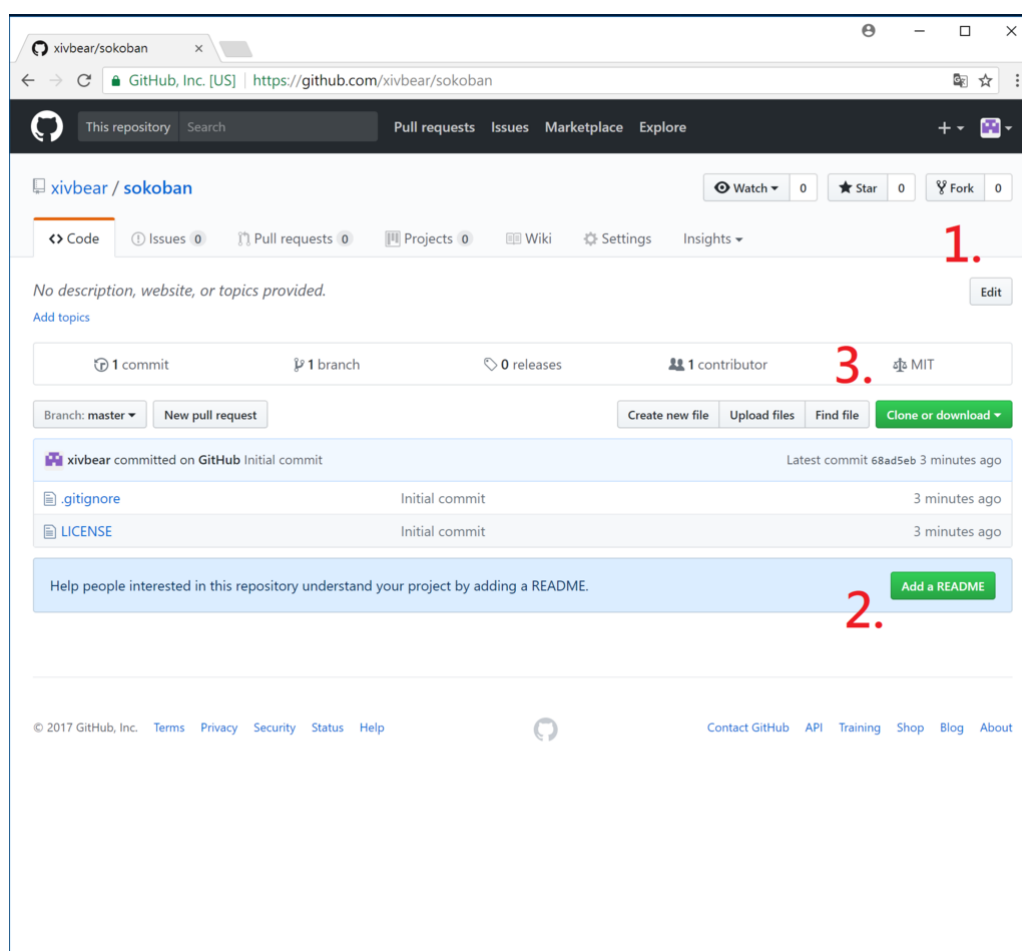 xivbear/sokoban
GitHub, Inc. [US] https://github.com/xivbear/sokoban
This repository Search Pull requests Issues Marketplace Explore
xivbear / sokoban Watch 0 Star 0 Fork 0
Code Issues 0 Pull requests 0 Projects 0 Wiki Settings Insights
1.
No description, website, or topics provided. Edit
Add topics
1 commit 1 branch 0 releases 1 contributor MIT
3.
Branch: master New pull request Create new file Upload files Find file Clone or download
xivbear committed on GitHub Initial commit Latest commit 68ad5eb 3 minutes ago
.gitignore Initial commit 3 minutes ago
LICENSE Initial commit 3 minutes ago
Help people interested in this repository understand your project by adding a README. Add a README
2.
© 2017 GitHub, Inc. Terms Privacy Security Status Help Contact GitHub API Training Shop Blog About